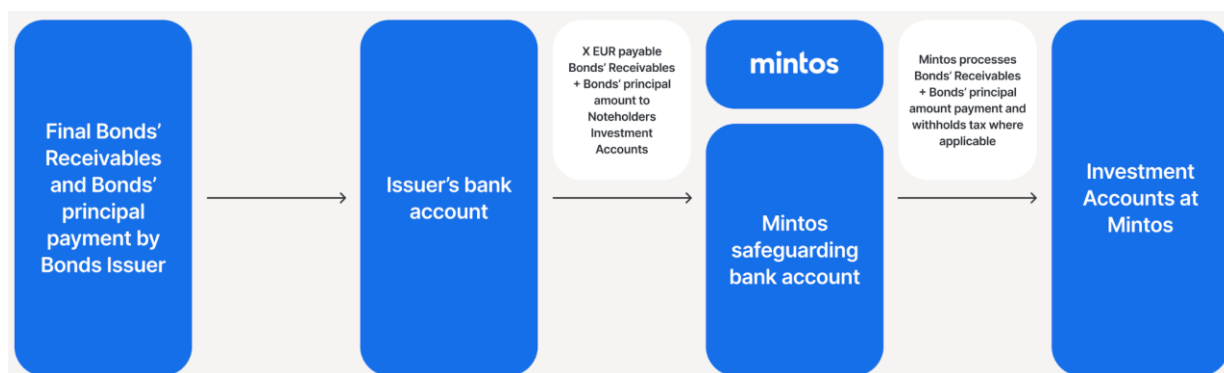 Final Bonds’
Receivables
and Bonds’
principal
payment by
Bonds Issuer
Issuer’s bank
account
X EUR payable
Bonds’ Receivables
+ Bonds’ principal
amount to
Noteholders
Investment
Accounts
mintos
Mintos
safeguarding
bank account
Mintos processes
Bonds’ Receivables
+ Bonds’ principal
amount payment and
withholds tax where
applicable
Investment
Accounts at
Mintos